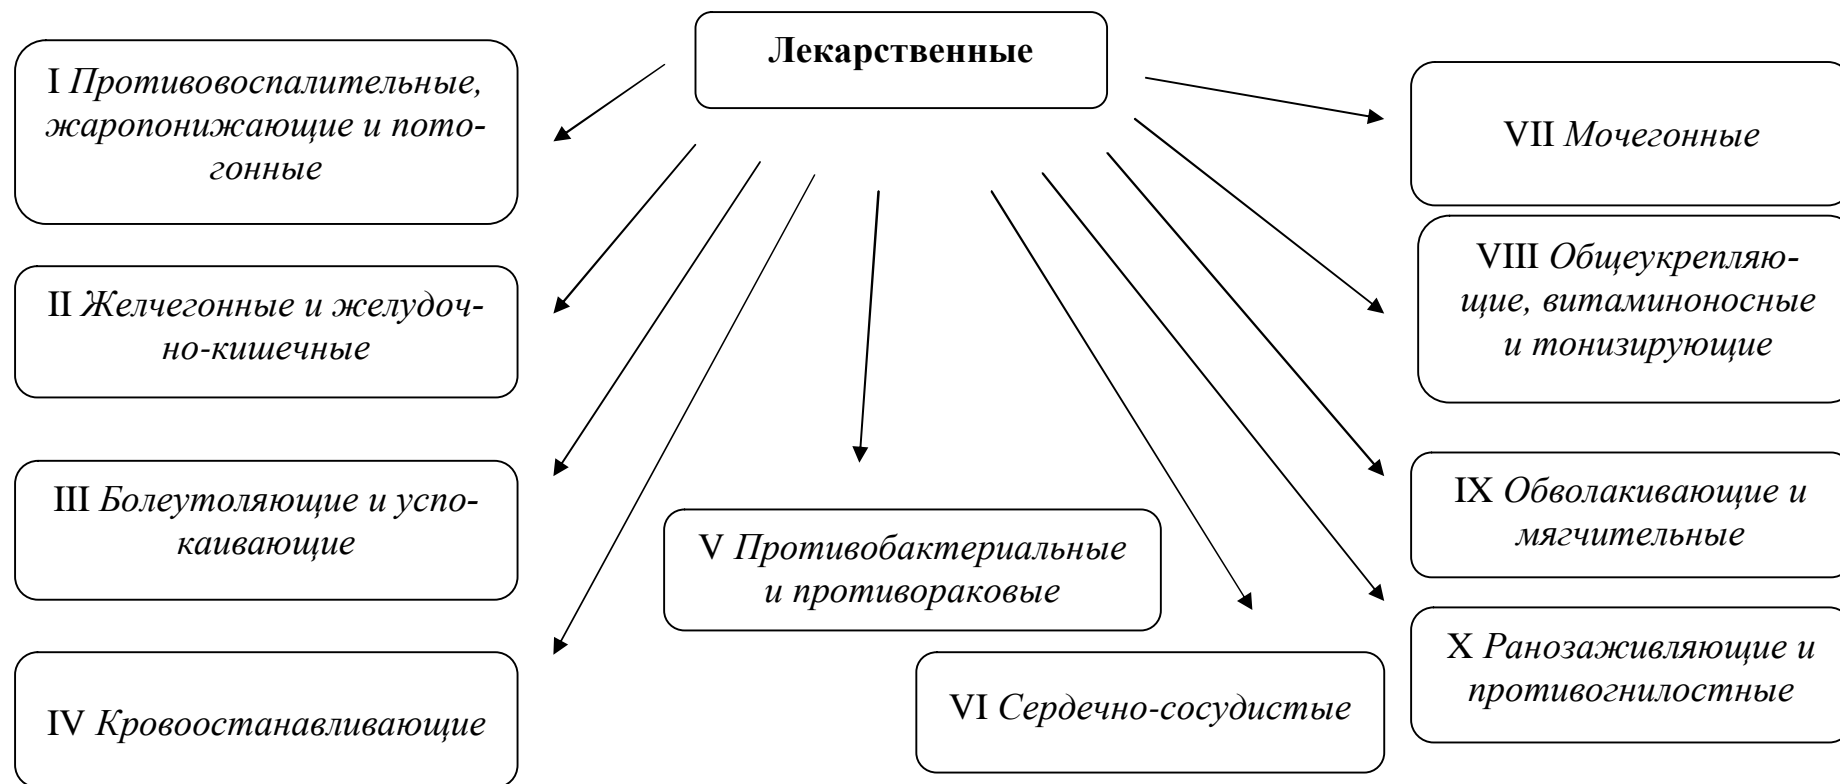 Лекарственные
I Противовоспалительные,
жаропонижающие и пото-
гонные
II Желчегонные и желудоч-
но-кишечные
III Болеутоляющие и успо-
каивающие
IV Кровоостанавливающие
V Противобактериальные
и противораковые
VI Сердечно-сосудистые
VII Мочегонные
VIII Общеукрепляю-
щие, витаминоносные
и тонизирующие
IX Обволакивающие и
мягчительные
X Ранозаживляющие и
противогнилостные